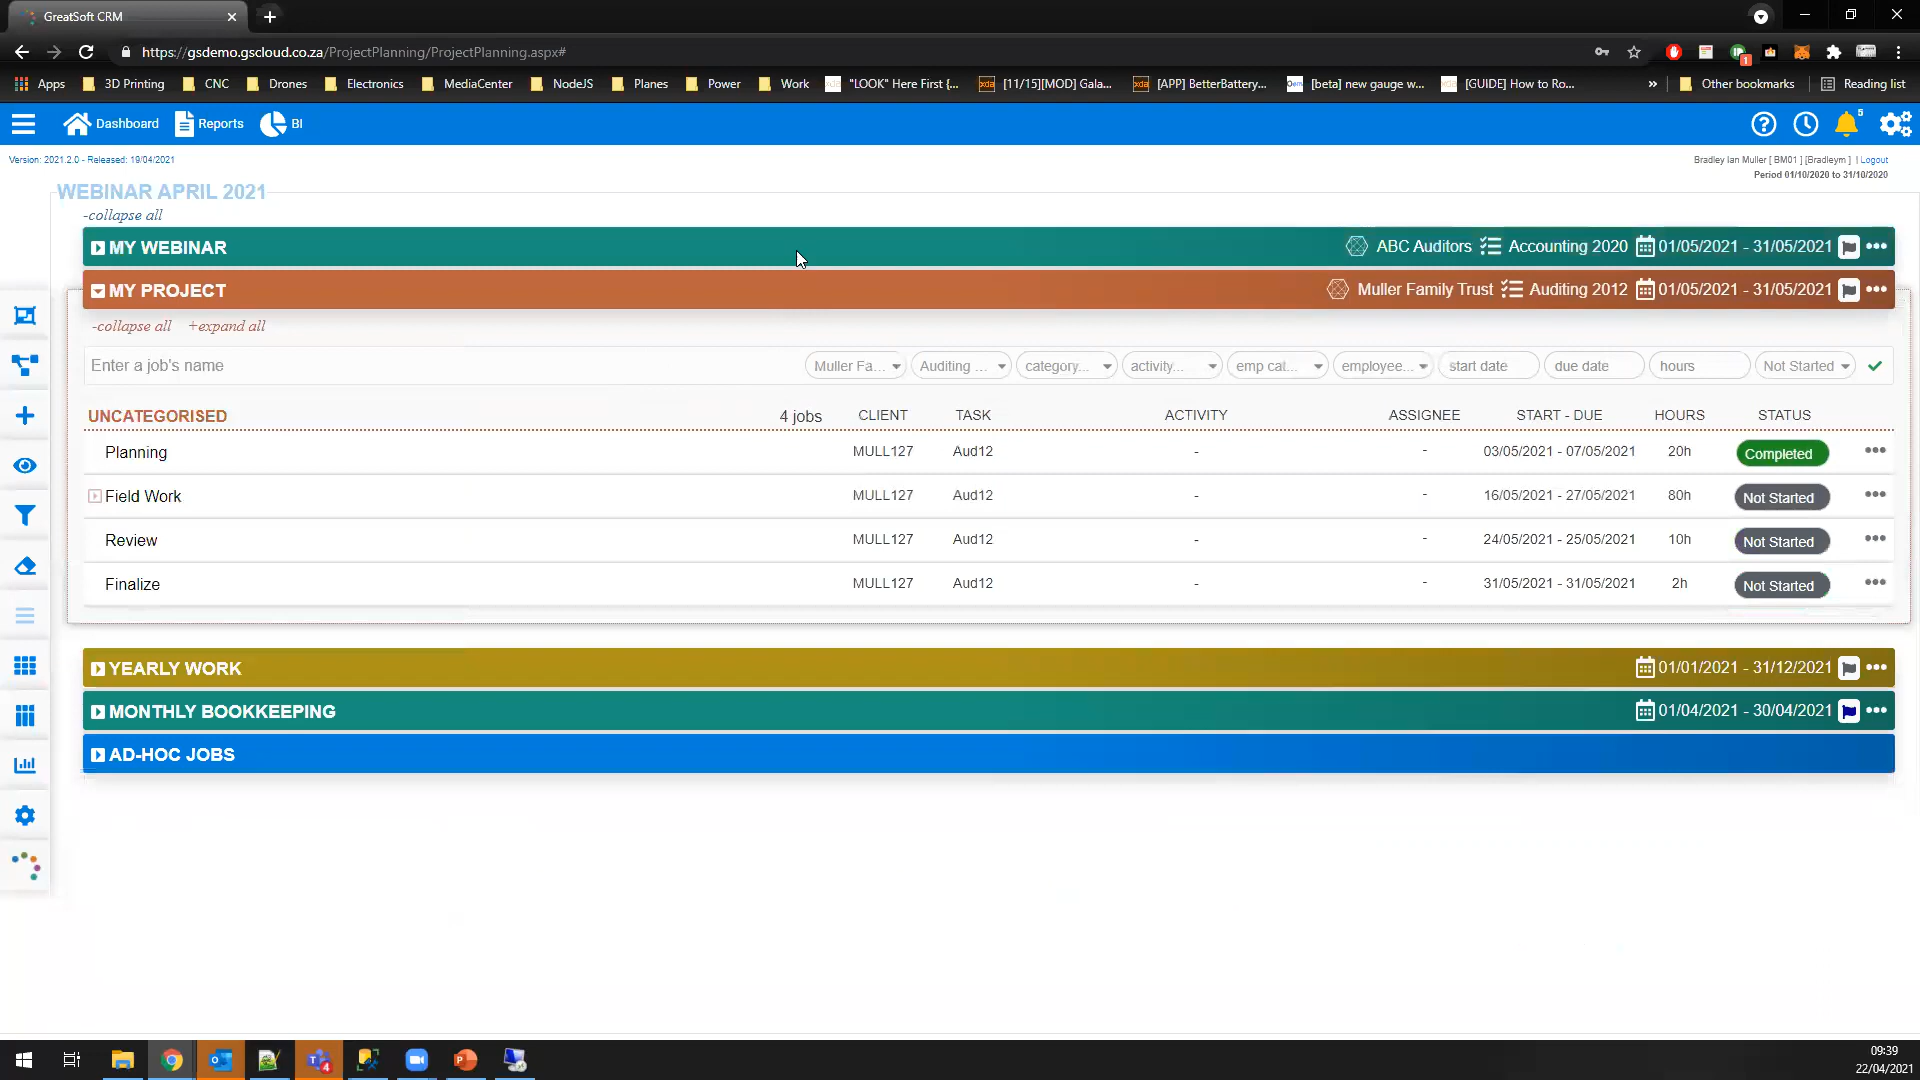 GreatSoft CRM
https://gsdemo.gscloud.co.za/ProjectPlanning/ProjectPlanning.aspx#
1
Apps 3D Printing CNC Drones Electronics MediaCenter NodeJS Planes Power Work "LOOK" Here First {... [11/15][MOD] Gala... [APP] BetterBattery... [beta] new gauge w... [GUIDE] How to Ro... » Other bookmarks Reading list
Dashboard Reports BI
Version: 2021.2.0 - Released: 19/04/2021
Bradley Ian Muller [ BM01 ] [Bradleym ] | Logout
Period 01/10/2020 to 31/10/2020
WEBINAR APRIL 2021
-collapse all
MY WEBINAR ABC Auditors Accounting 2020 01/05/2021 - 31/05/2021
MY PROJECT Muller Family Trust Auditing 2012 01/05/2021 - 31/05/2021
-collapse all +expand all
Enter a job's name Muller Fa... Auditing ... category... activity... emp cat... employee... start date due date hours Not Started
UNCATEGORISED 4 jobs CLIENT TASK ACTIVITY ASSIGNEE START - DUE HOURS STATUS
Planning MULL127 Aud12 - - 03/05/2021 - 07/05/2021 20h Completed
Field Work MULL127 Aud12 - - 16/05/2021 - 27/05/2021 80h Not Started
Review MULL127 Aud12 - - 24/05/2021 - 25/05/2021 10h Not Started
Finalize MULL127 Aud12 - - 31/05/2021 - 31/05/2021 2h Not Started
YEARLY WORK 01/01/2021 - 31/12/2021
MONTHLY BOOKKEEPING 01/04/2021 - 30/04/2021
AD-HOC JOBS
4
09:39
22/04/2021